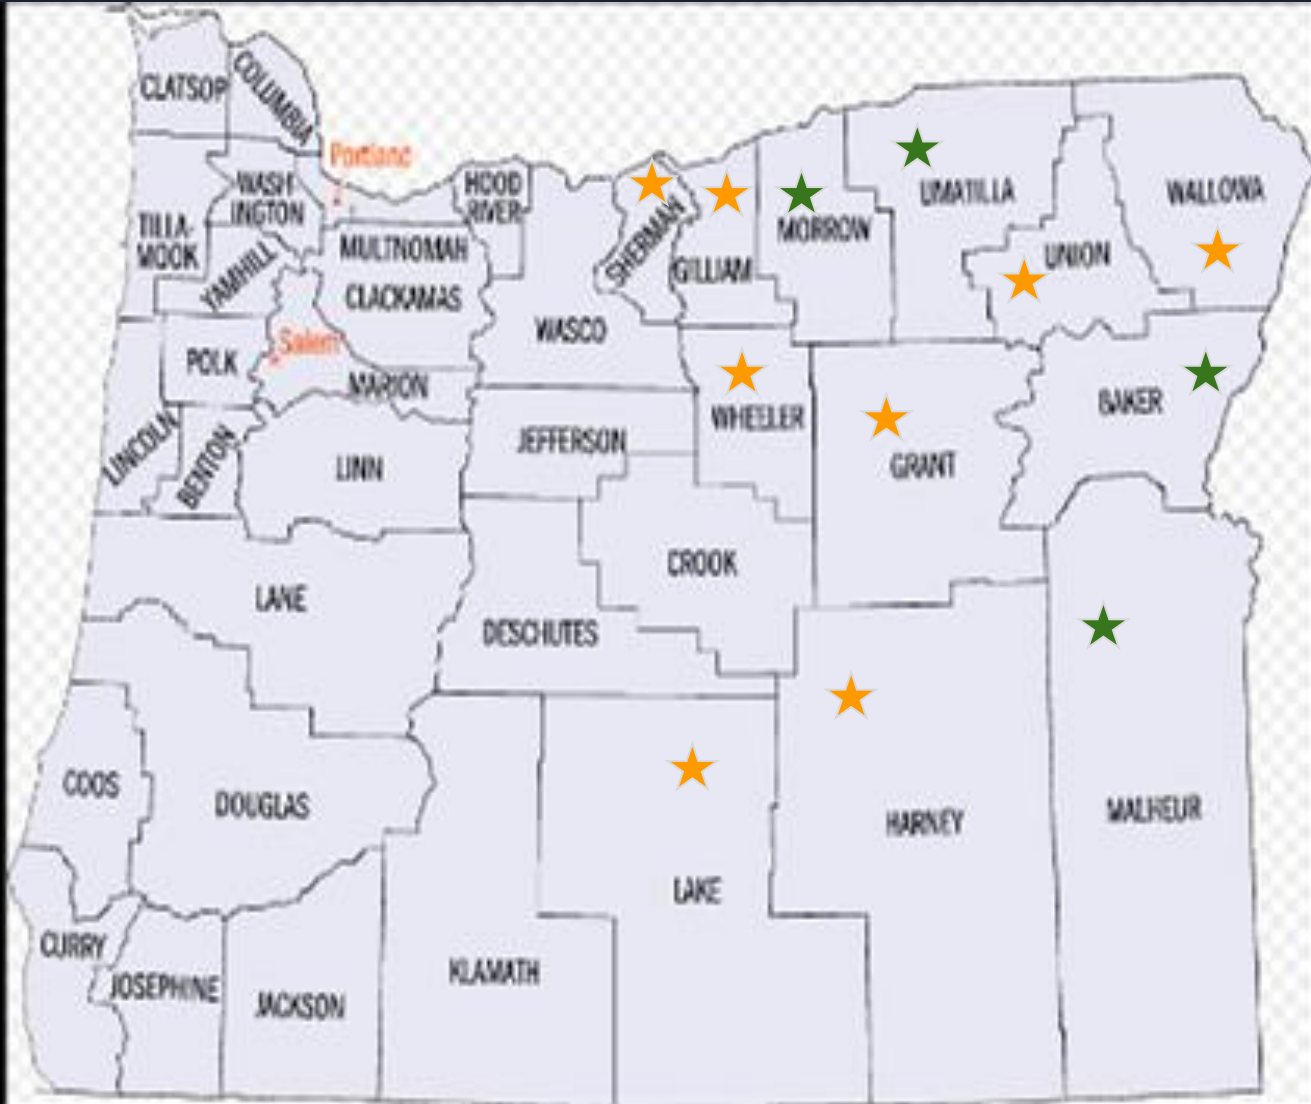 CLATSOP
COLUMBIA
Portland
WASH
INGTON
HOOD
RIVER
TILLA-
MOOK
YAMHILL
MULTNOMAH
CLACKAMAS
SHERMAN
GILLIAM
MORROW
UMATILLA
UNION
WALLOWA
WASCO
POLK
Salem
MARION
WHEELER
BAKER
LINCOLN
BENTON
LINN
JEFFERSON
GRANT
CROOK
LANE
DESCHUTES
COOS
DOUGLAS
HARNEY
MALHEUR
LAKE
CURRY
JOSEPHINE
JACKSON
KLAMATH